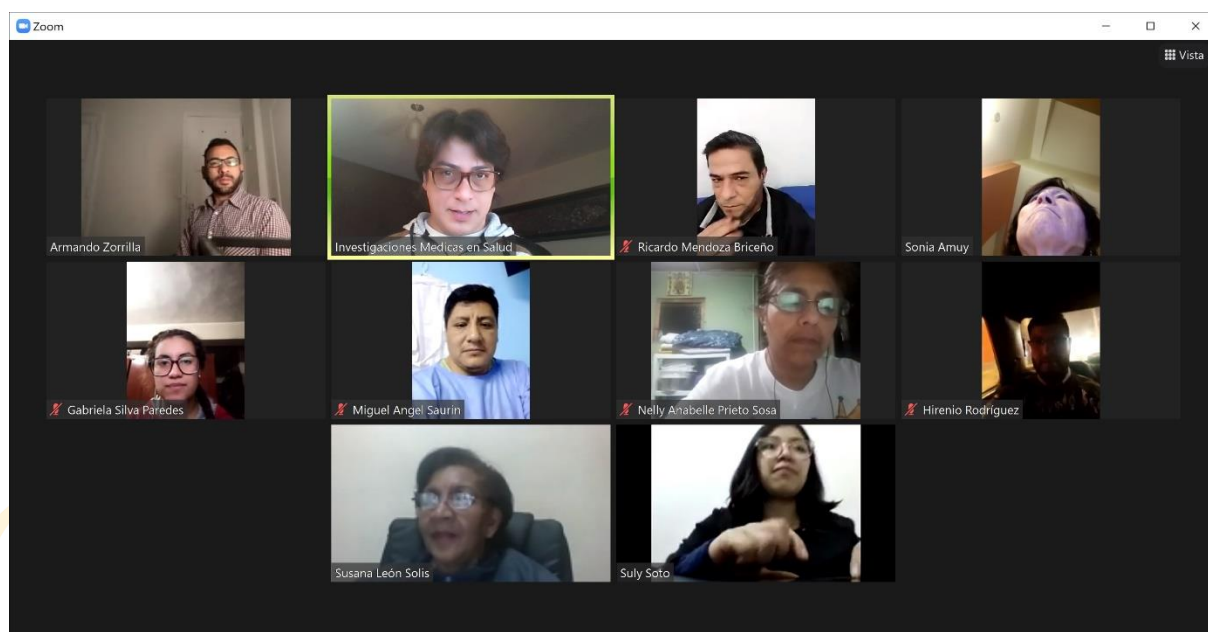 Zoom
Vista
Armando Zorrilla
Investigaciones Medicas en Salud
Ricardo Mendoza Briceño
Sonia Amuy
Gabriela Silva Paredes
Miguel Angel Saurin
Nelly Anabelle Prieto Sosa
Hirenio Rodríguez
Susana León Solis
Suly Soto